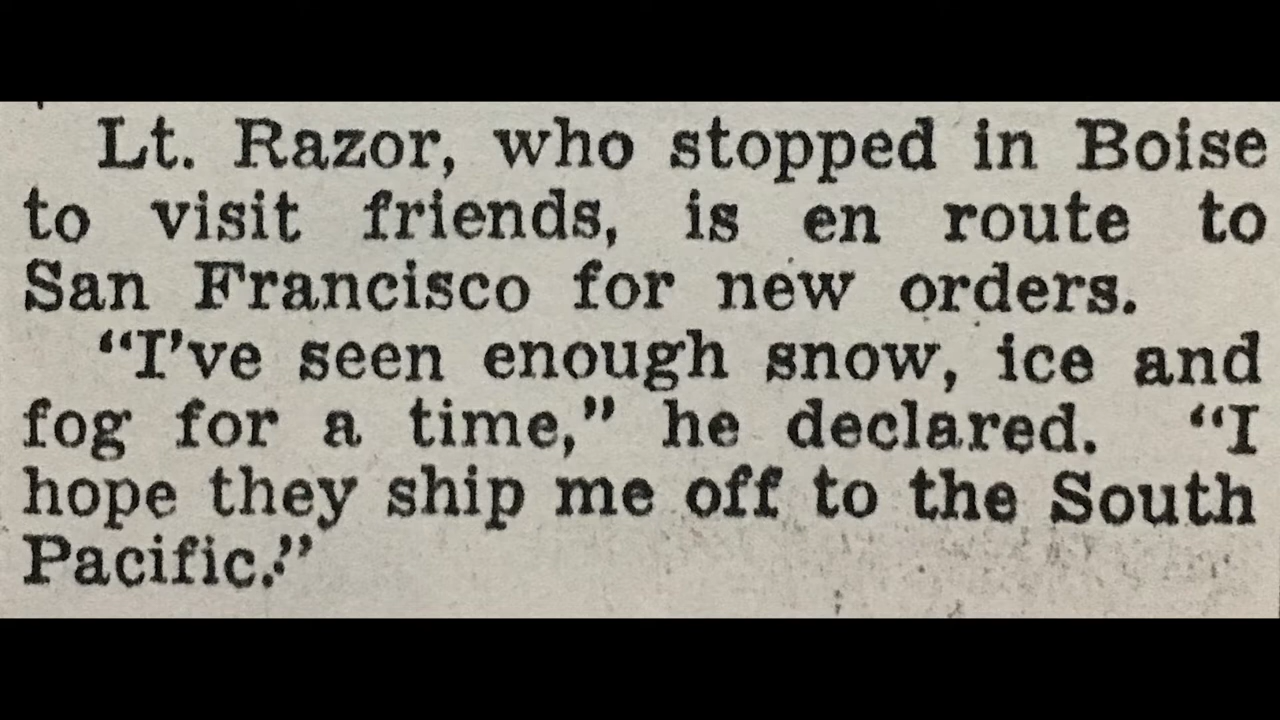 Lt. Razor, who stopped in Boise
to visit friends, is en route to
San Francisco for new orders.
“I’ve seen enough snow, ice and
fog for a time,” he declared. “I
hope they ship me off to the South
Pacific.”